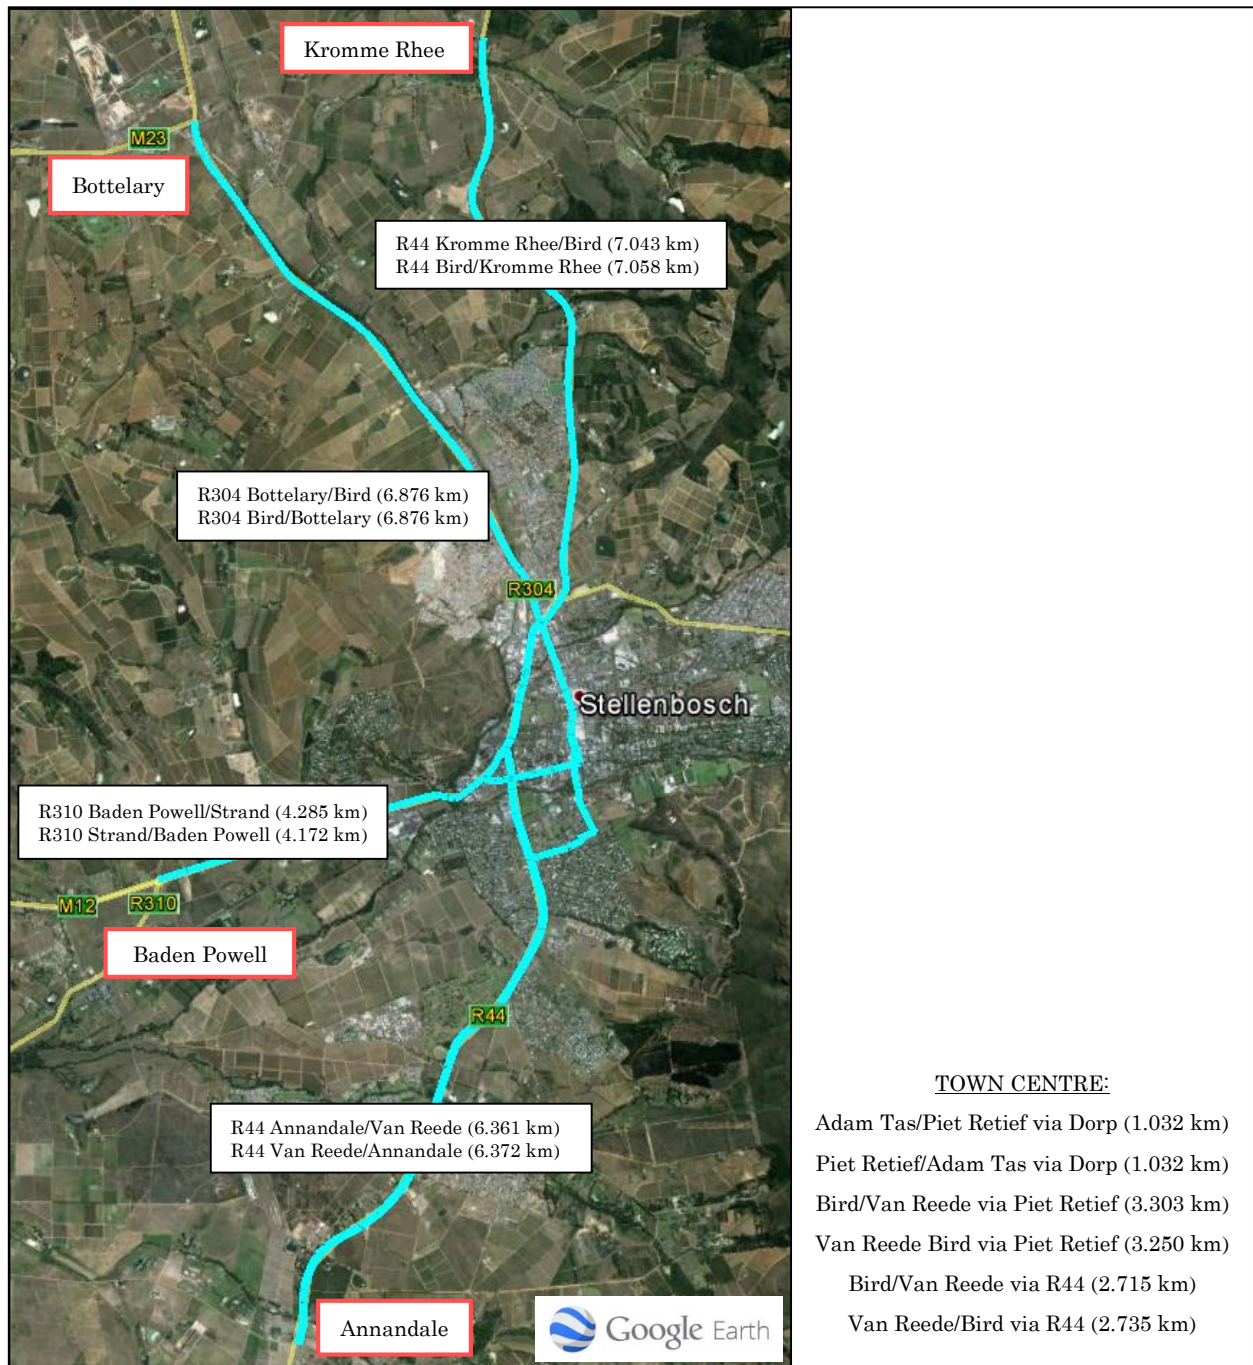 Kromme Rhee
M23
Bottelary
R44 Kromme Rhee/Bird (7.043 km)
R44 Bird/Kromme Rhee (7.058 km)
R304 Bottelary/Bird (6.876 km)
R304 Bird/Bottelary (6.876 km)
R304
Stellenbosch
R310 Baden Powell/Strand (4.285 km)
R310 Strand/Baden Powell (4.172 km)
M12
R310
Baden Powell
R44
R44 Annandale/Van Reede (6.361 km)
R44 Van Reede/Annandale (6.372 km)
Annandale
Google Earth
TOWN CENTRE:
Adam Tas/Piet Retief via Dorp (1.032 km)
Piet Retief/Adam Tas via Dorp (1.032 km)
Bird/Van Reede via Piet Retief (3.303 km)
Van Reede Bird via Piet Retief (3.250 km)
Bird/Van Reede via R44 (2.715 km)
Van Reede/Bird via R44 (2.735 km)